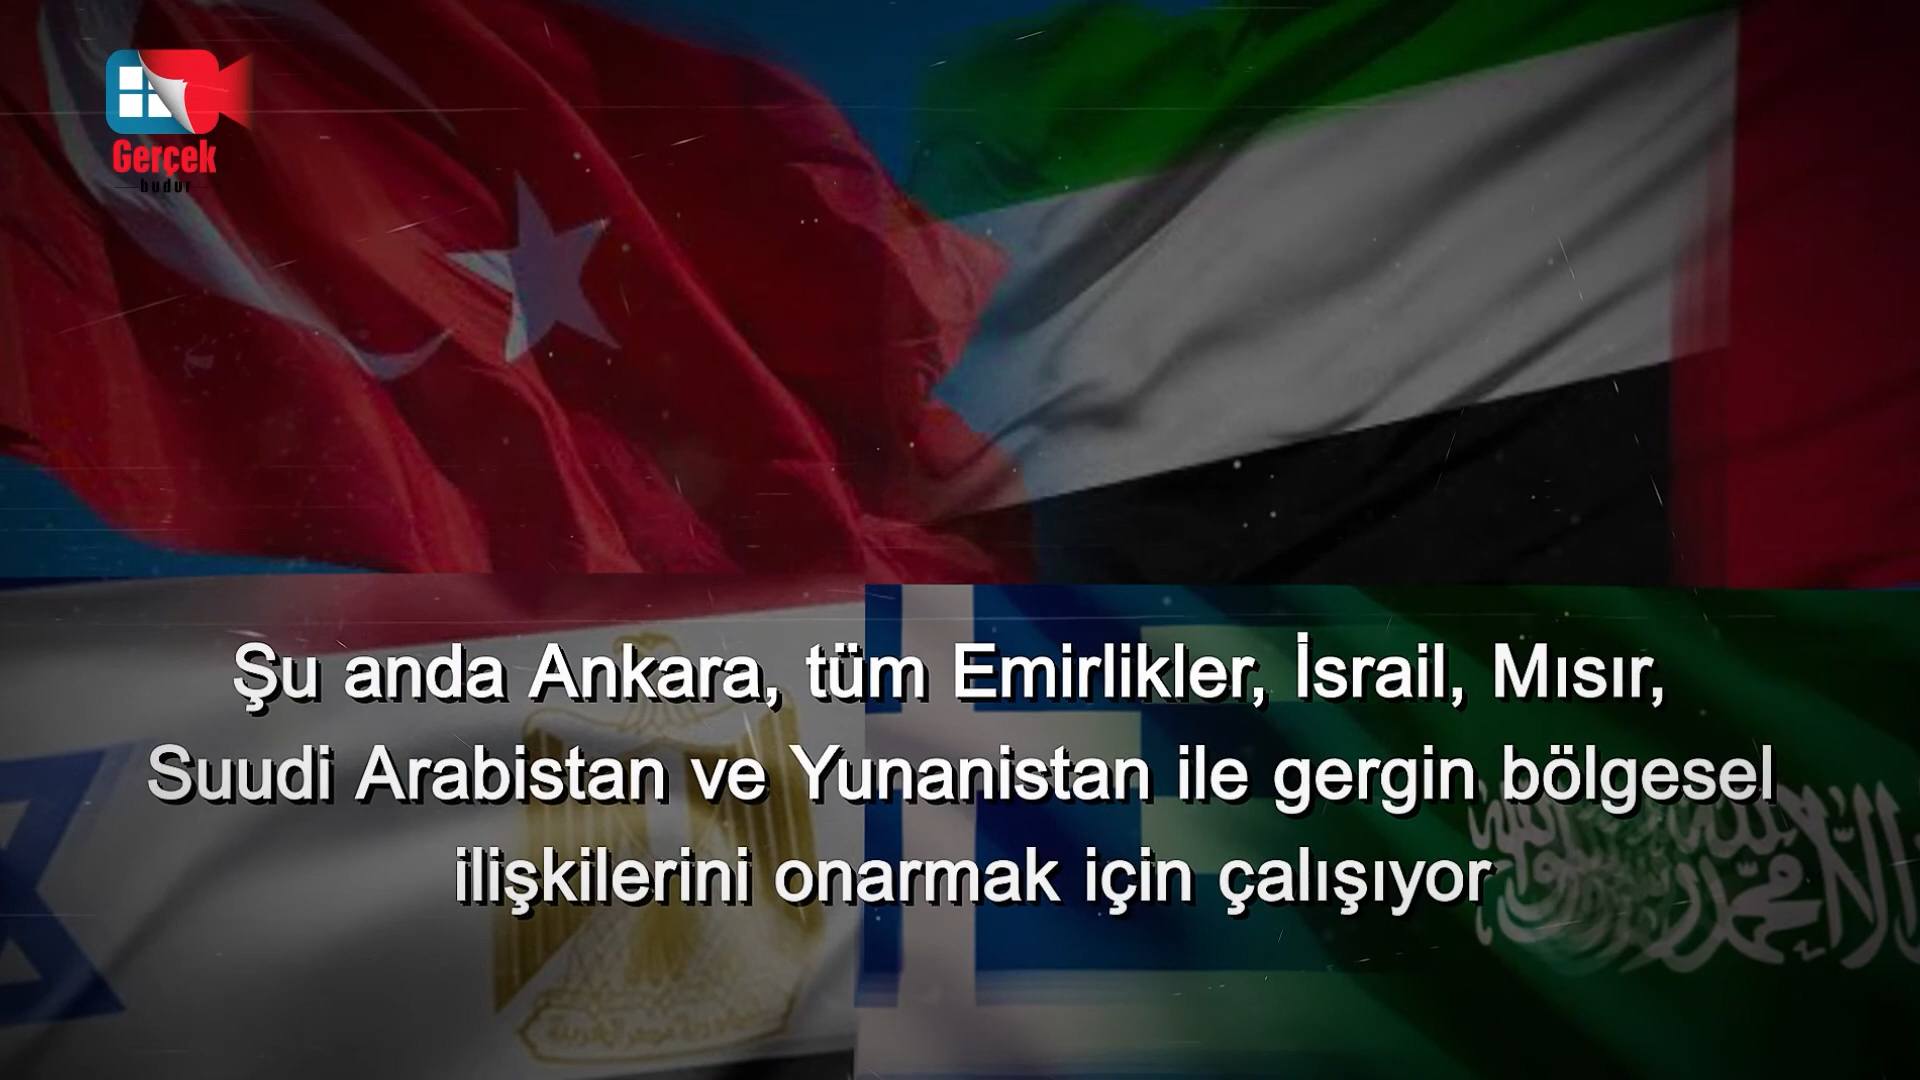 Gerçek
budur
Şu anda Ankara, tüm Emirlikler, İsrail, Mısır,
Suudi Arabistan ve Yunanistan ile gergin bölgesel
ilişkilerini onarmak için çalışıyor